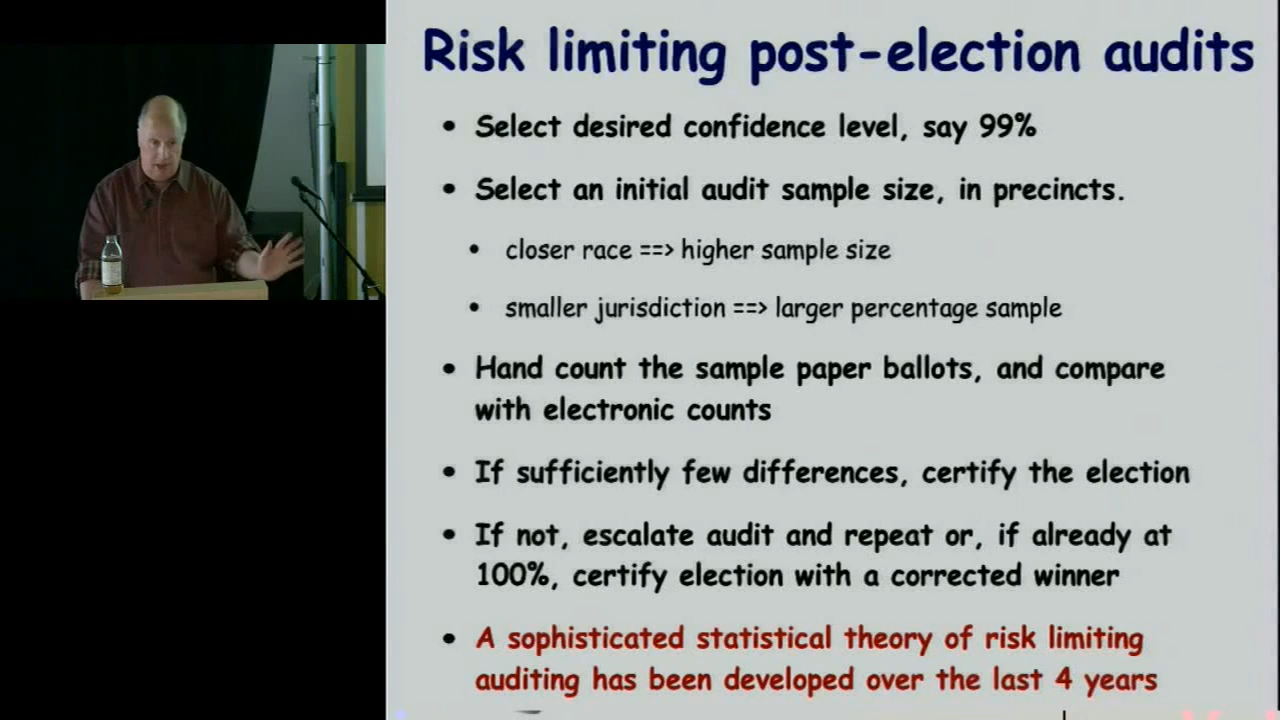 Risk limiting post-election audits
• Select desired confidence level, say 99%
• Select an initial audit sample size, in precincts.
• closer race ==> higher sample size
• smaller jurisdiction ==> larger percentage sample
• Hand count the sample paper ballots, and compare
with electronic counts
• If sufficiently few differences, certify the election
• If not, escalate audit and repeat or, if already at
100%, certify election with a corrected winner
• A sophisticated statistical theory of risk limiting
auditing has been developed over the last 4 years